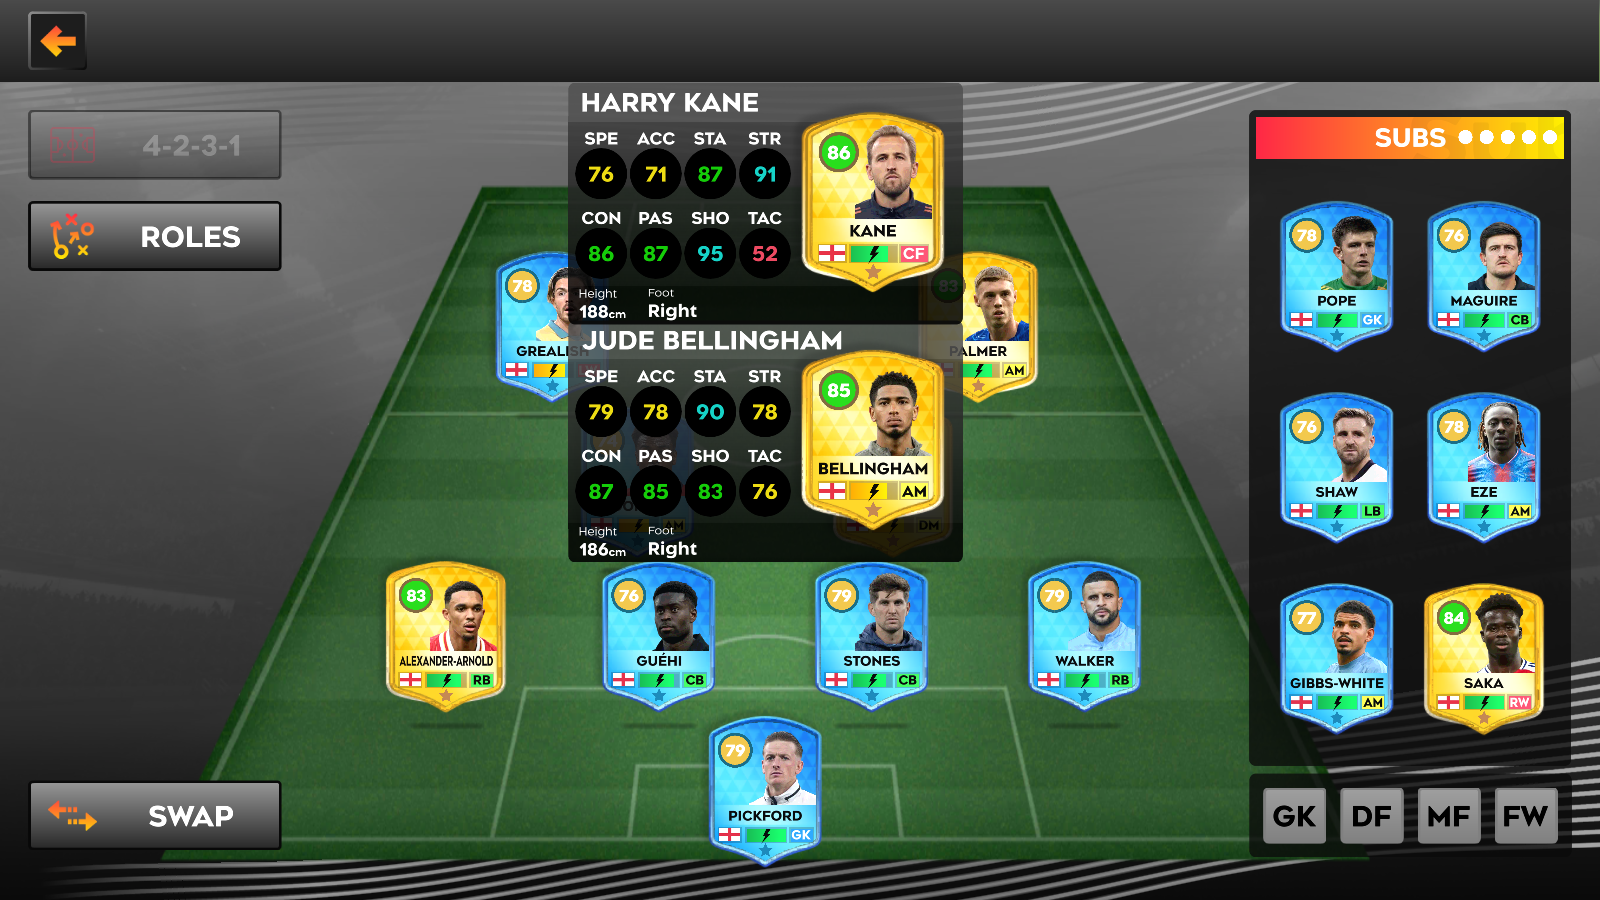 4-2-3-1
ROLES
SWAP
HARRY KANE
SPE ACC STA STR
76 71 87 91
CON PAS SHO TAC
86 87 95 52
Height Foot
188cm Right
86
KANE
CF
JUDE BELLINGHAM
SPE ACC STA STR
79 78 90 78
CON PAS SHO TAC
87 85 83 76
Height Foot
186cm Right
85
BELLINGHAM
AM
78
GREALISH
83
PALMER
AM
AM
DM
83
ALEXANDER-ARNOLD
RB
76
GUÉHI
CB
79
STONES
CB
79
WALKER
RB
79
PICKFORD
GK
SUBS
78
POPE
GK
76
MAGUIRE
CB
76
SHAW
LB
78
EZE
AM
77
GIBBS-WHITE
AM
84
SAKA
RW
GK DF MF FW